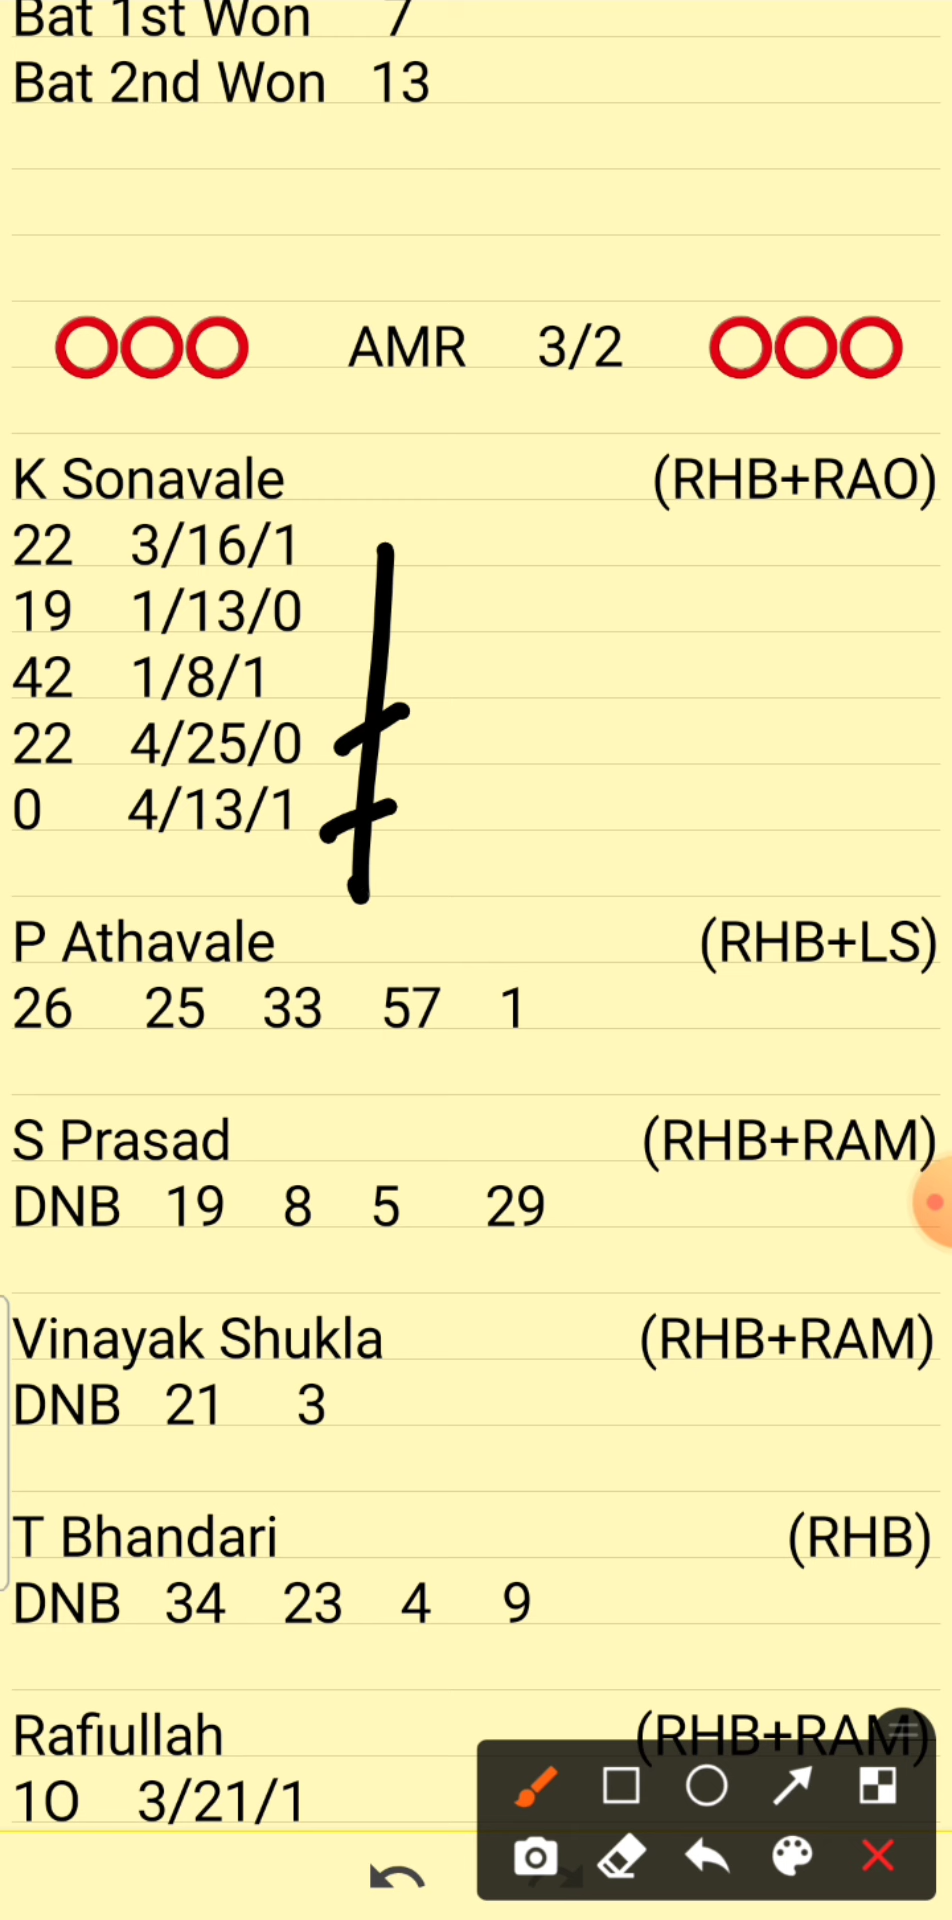 Bat 1st Won 7
Bat 2nd Won 13
AMR 3/2
K Sonavale (RHB+RAO)
22 3/16/1
19 1/13/0
42 1/8/1
22 4/25/0
0 4/13/1
P Athavale (RHB+LS)
26 25 33 57 1
S Prasad (RHB+RAM)
DNB 19 8 5 29
Vinayak Shukla (RHB+RAM)
DNB 21 3
T Bhandari (RHB)
DNB 34 23 4 9
Rafiullah (RHB+RAM)
1O 3/21/1